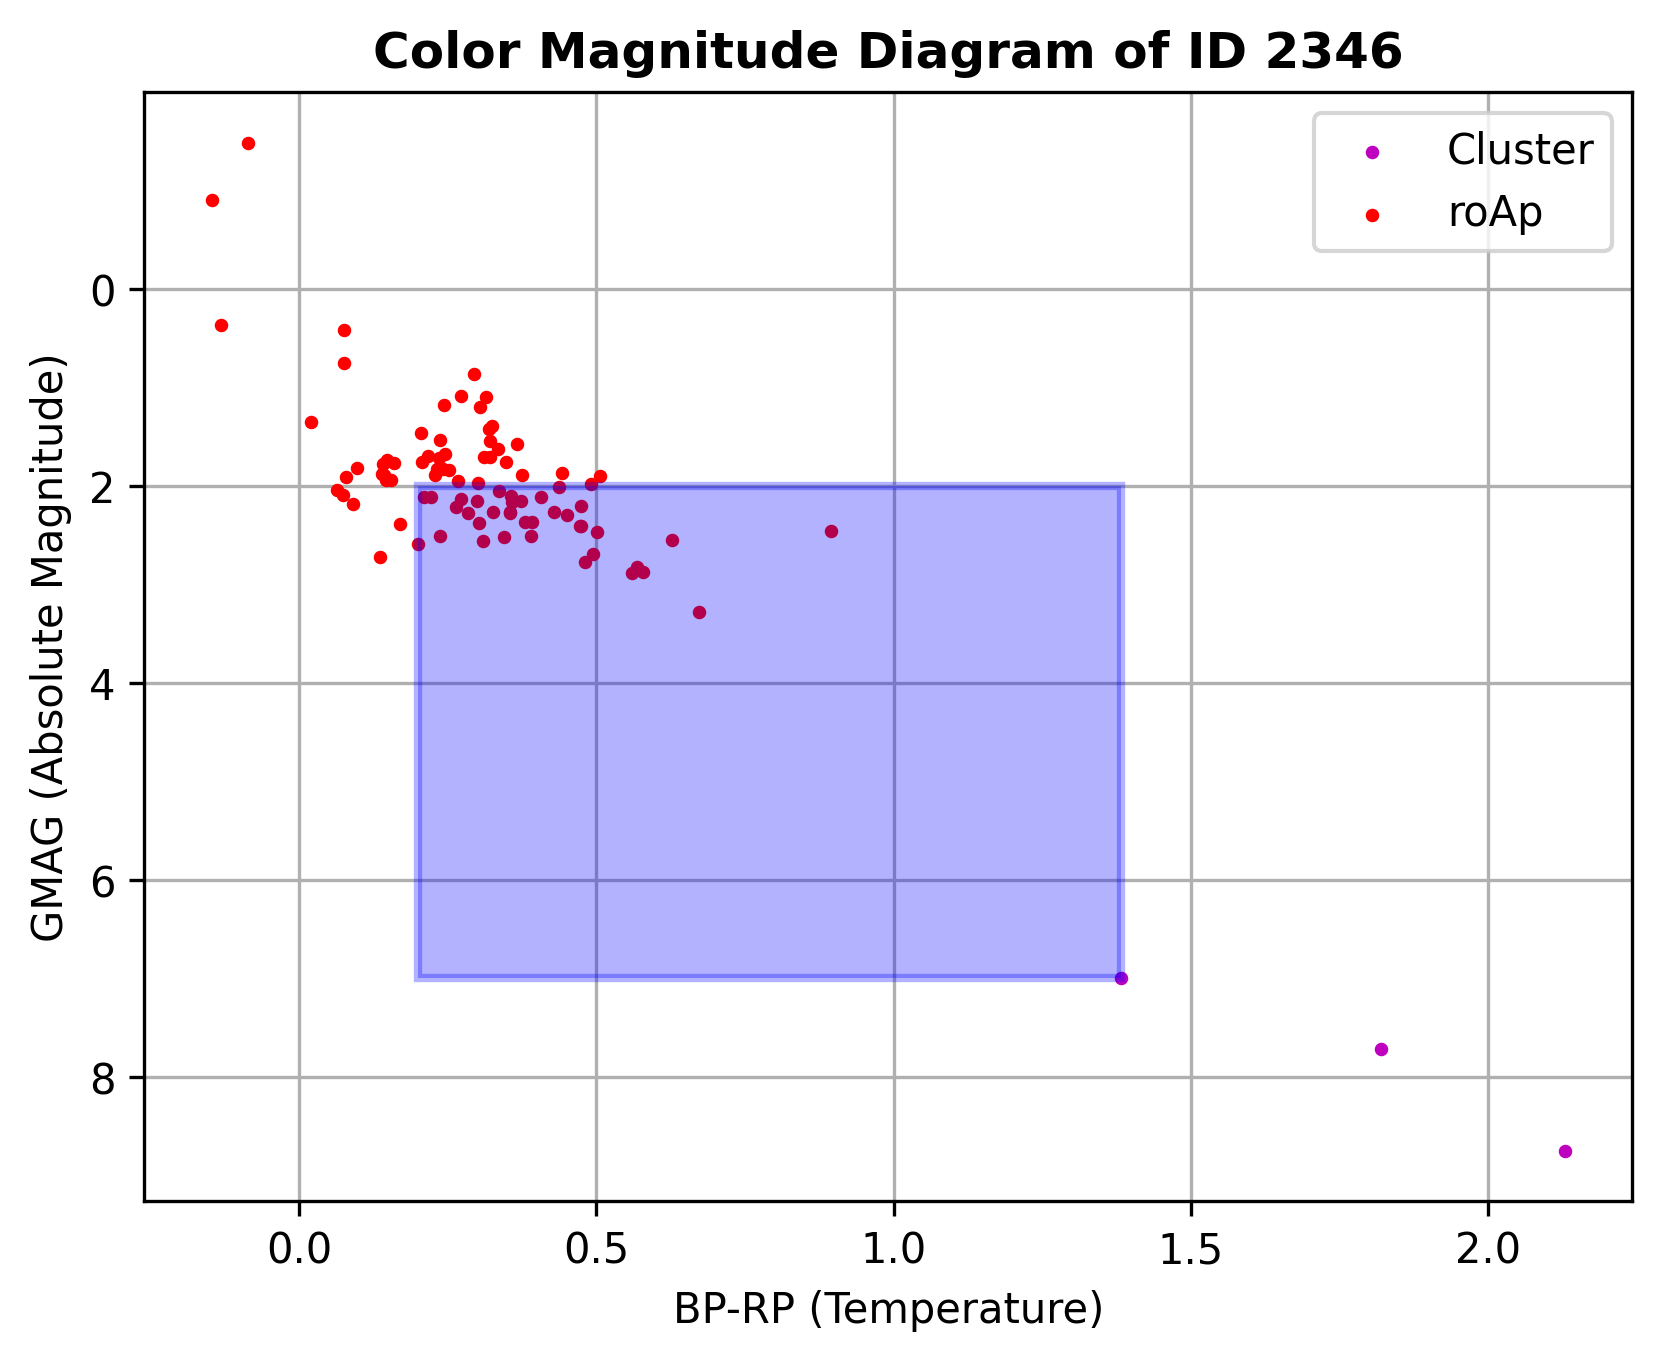 Color Magnitude Diagram of ID 2346
Cluster
roAp
GMAG (Absolute Magnitude)
0
2
4
6
8
0.0 0.5 1.0 1.5 2.0
BP-RP (Temperature)